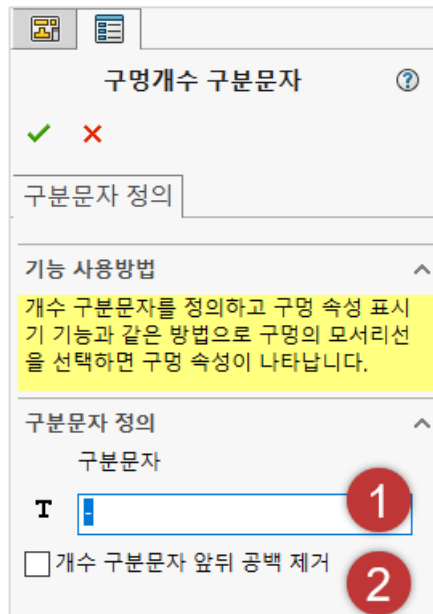 구멍개수 구분문자
구분문자 정의
기능 사용방법
개수 구분문자를 정의하고 구멍 속성 표시
기 기능과 같은 방법으로 구멍의 모서리선
을 선택하면 구멍 속성이 나타납니다.
구분문자 정의
구분문자
T - 1
개수 구분문자 앞뒤 공백 제거 2